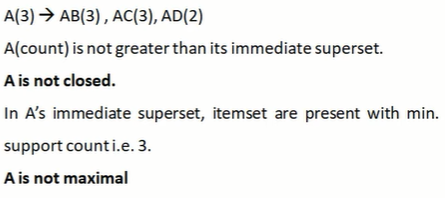 A(3) → AB(3) , AC(3), AD(2)
A(count) is not greater than its immediate superset.
A is not closed.
In A's immediate superset, itemset are present with min.
support count i.e. 3.
A is not maximal